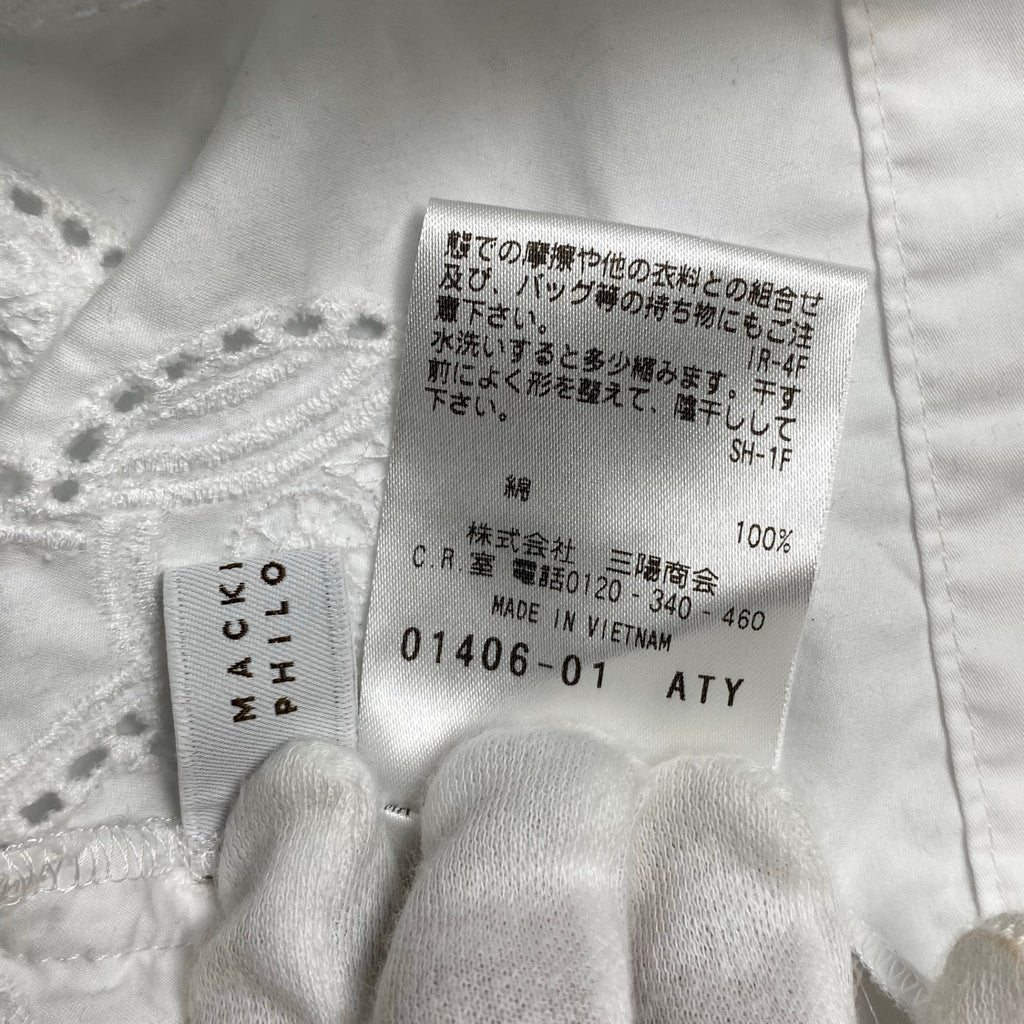 態での摩擦や他の衣料との組合せ
及び、バッグ等の持ち物にもご注
意下さい。
IR-4F
水洗いすると多少縮みます。干す
前によく形を整えて、陰干しして
下さい。
SH-1F
綿 100%
株式会社 三陽商会
C.R.室 電話0120-340-460
MADE IN VIETNAM
01406-01 ATY
MACKI
PHILO